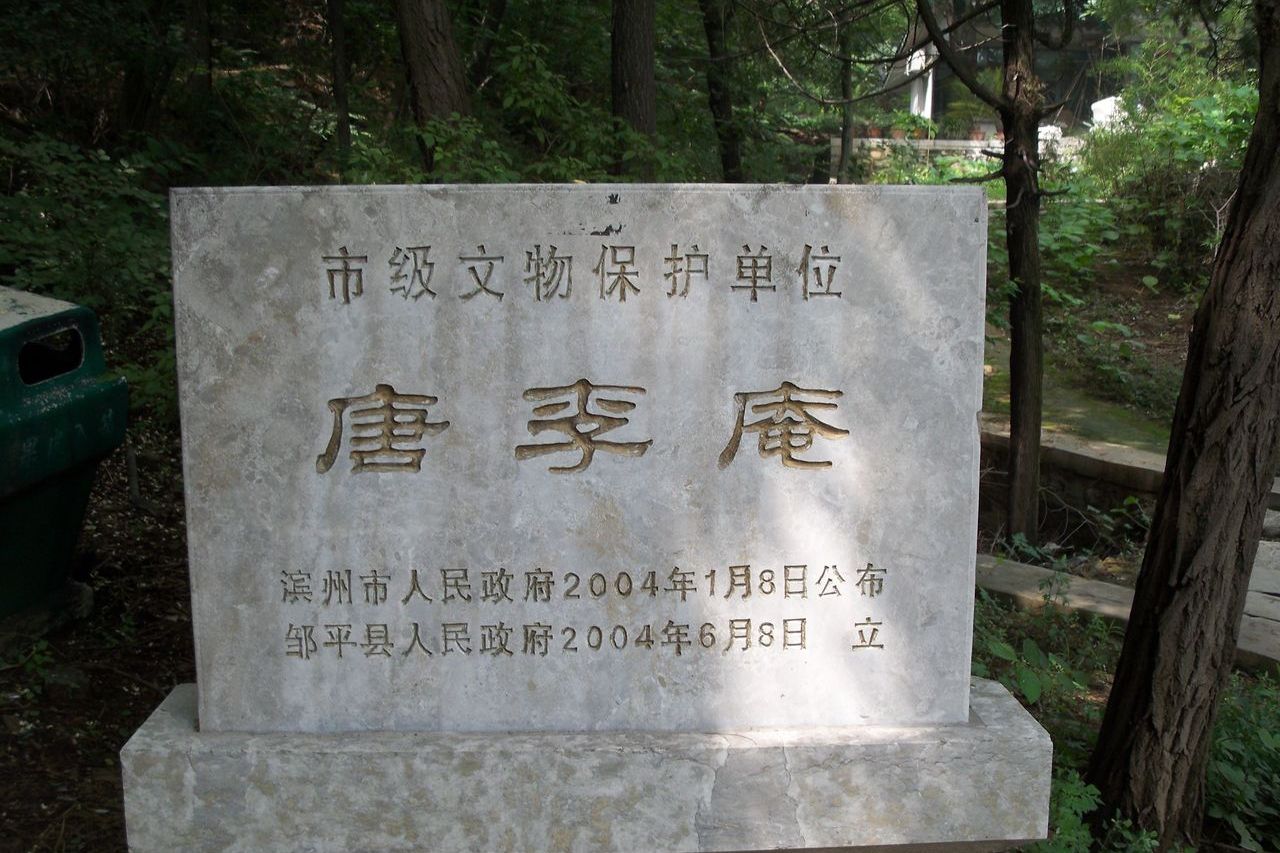 市级文物保护单位
唐李庵
滨州市人民政府2004年1月8日公布
邹平县人民政府2004年6月8日 立